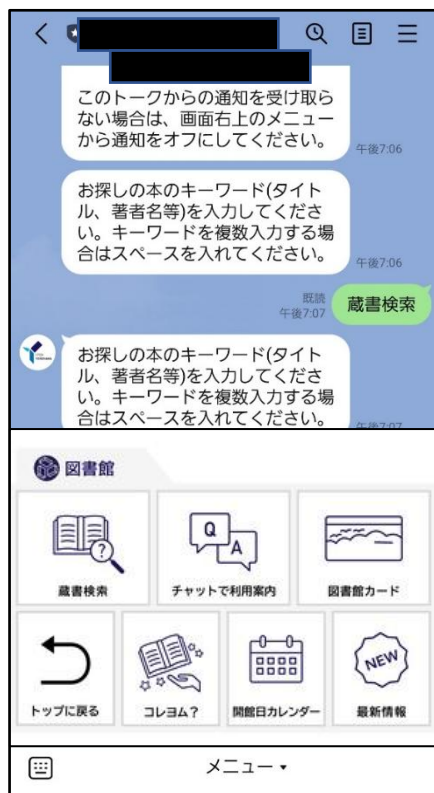 このトークからの通知を受け取ら
ない場合は、画面右上のメニュー
から通知をオフにしてください。
午後7:06
お探しの本のキーワード(タイト
ル、著者名等)を入力してくださ
い。キーワードを複数入力する場
合はスペースを入れてください。
午後7:06
既読
午後7:07
蔵書検索
お探しの本のキーワード(タイト
ル、著者名等)を入力してくださ
い。キーワードを複数入力する場
合はスペースを入れてください。
午後7:07
図書館
?
蔵書検索
Q
A
チャットで利用案内
図書館カード
トップに戻る
コレヨム?
開館日カレンダー
NEW
最新情報
メニュー▼